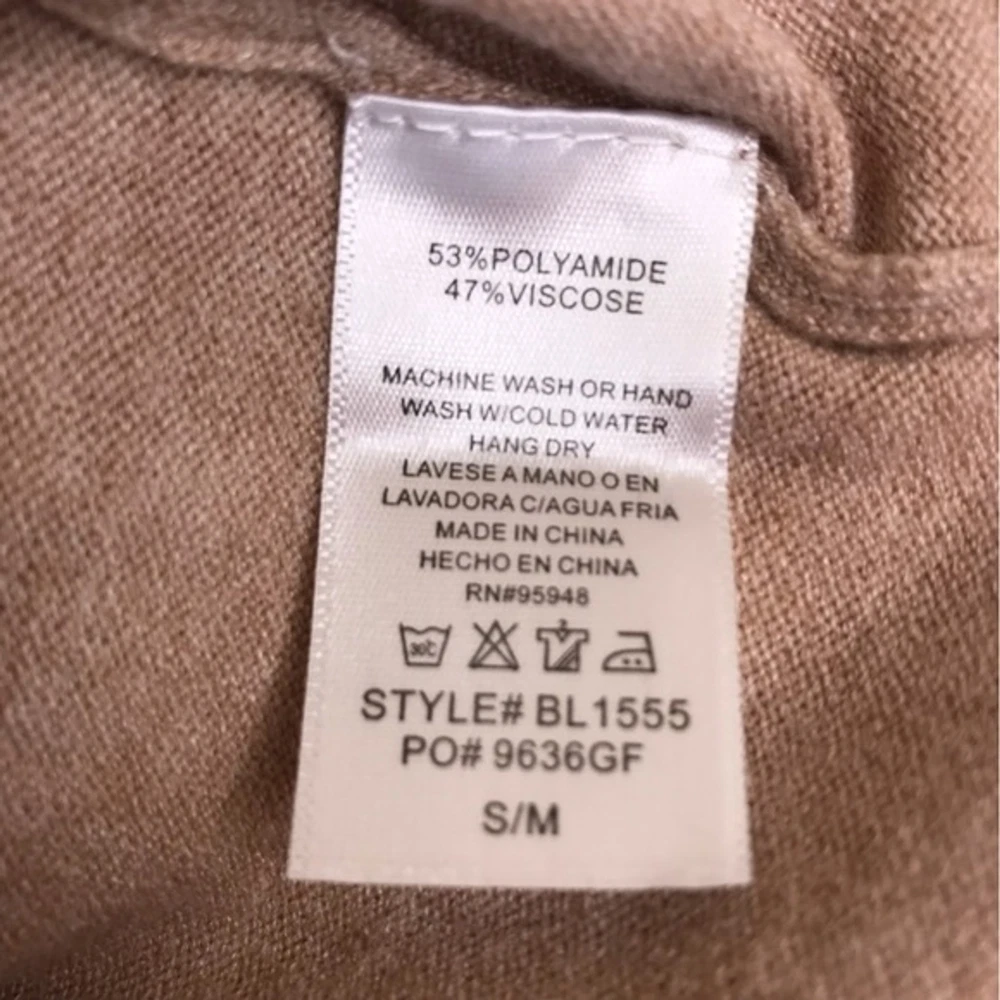 53%POLYAMIDE
47%VISCOSE
MACHINE WASH OR HAND
WASH W/COLD WATER
HANG DRY
LAVESE A MANO O EN
LAVADORA C/AGUA FRIA
MADE IN CHINA
HECHO EN CHINA
RN#95948
30C
STYLE# BL1555
PO# 9636GF
S/M